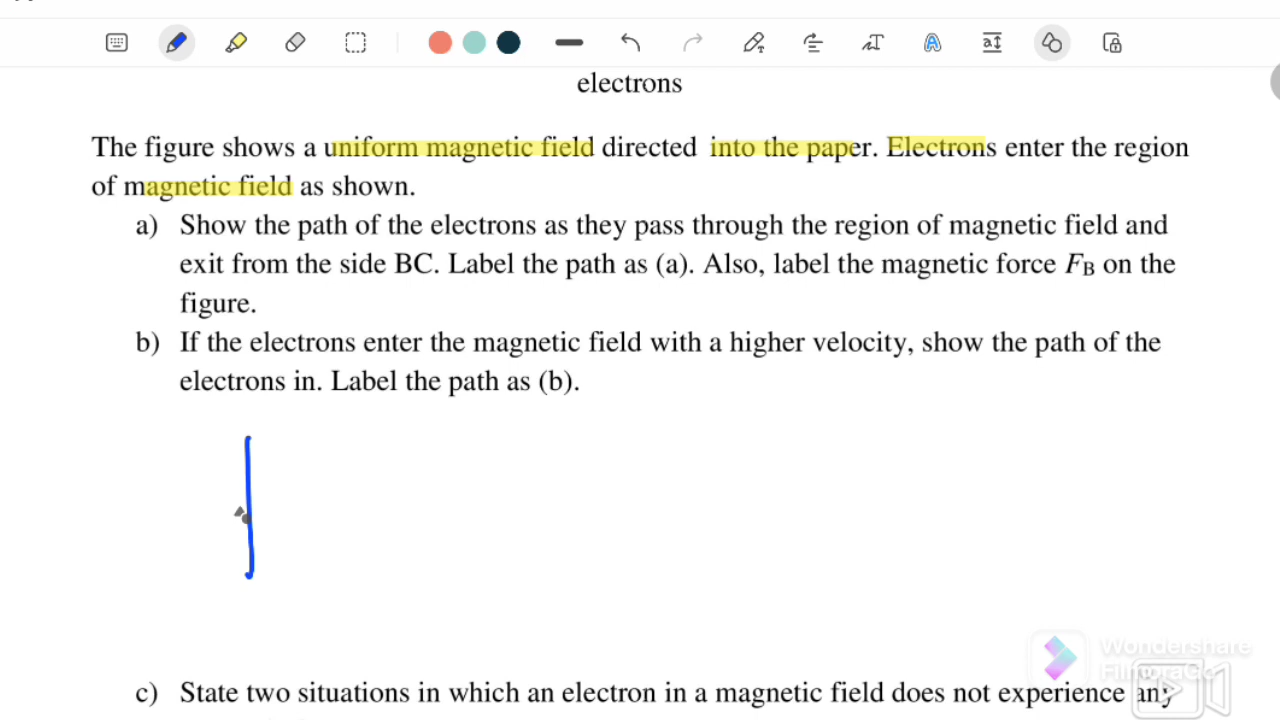 electrons
The figure shows a uniform magnetic field directed into the paper. Electrons enter the region
of magnetic field as shown.
a) Show the path of the electrons as they pass through the region of magnetic field and
exit from the side BC. Label the path as (a). Also, label the magnetic force FB on the
figure.
b) If the electrons enter the magnetic field with a higher velocity, show the path of the
electrons in. Label the path as (b).
Wondershare
FilmoraGo
c) State two situations in which an electron in a magnetic field does not experience any